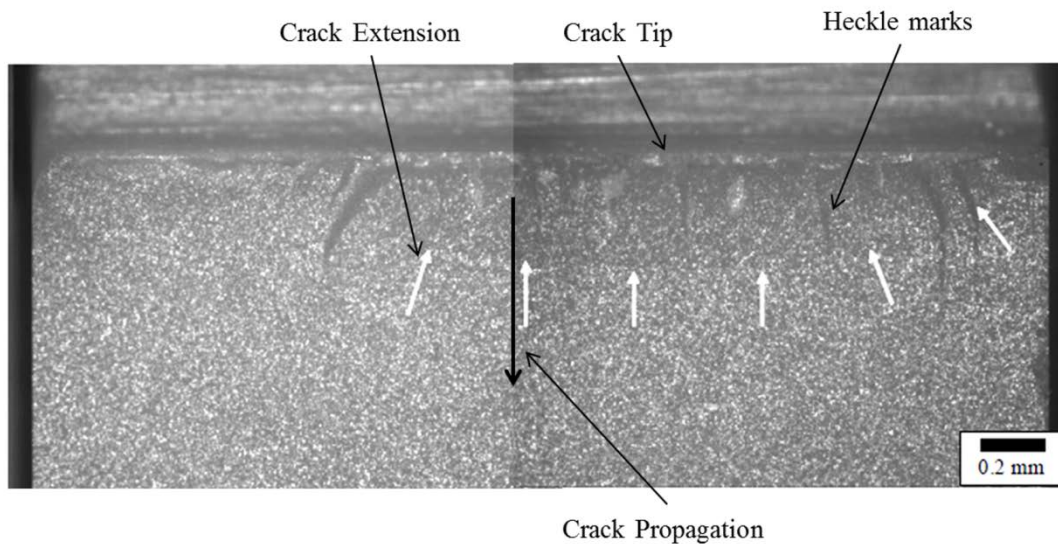 Crack Extension
Crack Tip
Heckle marks
0.2 mm
Crack Propagation